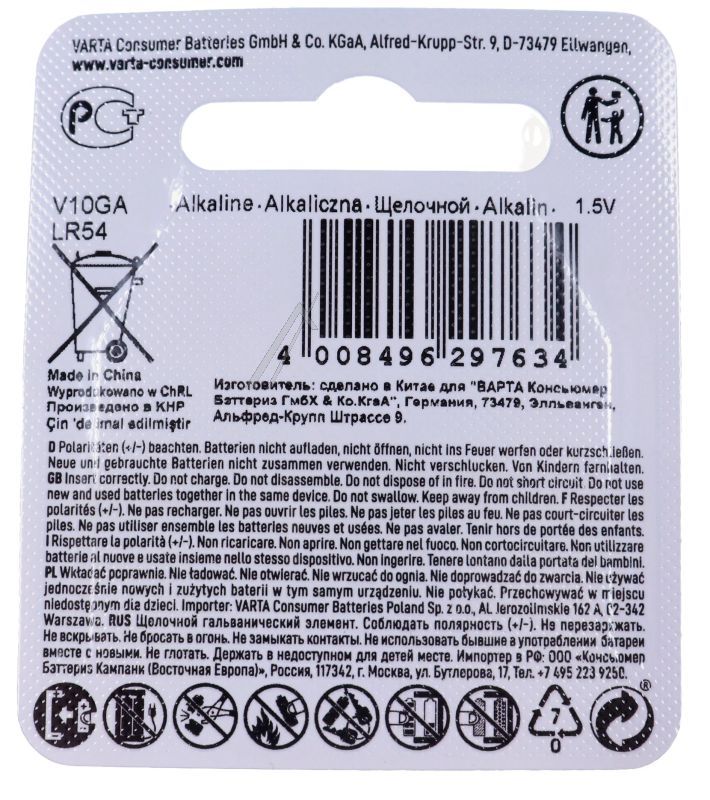 VARTA Consumer Batteries GmbH & Co. KGaA, Alfred-Krupp-Str. 9, D-73479 Ellwangen,
www.varta-consumer.com
V10GA
LR54
Alkaline · Alkaliczna · Щелочной · Alkalin · 1.5V
4 008496 297634
Made in China
Wyprodukowano w ChRL
Произведено в КНР
Çin 'de imal edilmiştir
Изготовитель: сделано в Китае для "ВАРТА Консьюмер
Бэттериз ГмбХ & Ко.КгаА", Германия, 73479, Элльванген,
Альфред-Крупп Штрассе 9.
D Polaritäten (+/-) beachten. Batterien nicht aufladen, nicht öffnen, nicht ins Feuer werfen oder kurzschließen.
Neue und gebrauchte Batterien nicht zusammen verwenden. Nicht verschlucken. Von Kindern fernhalten.
GB Insert correctly. Do not charge. Do not disassemble. Do not dispose of in fire. Do not short circuit. Do not use
new and used batteries together in the same device. Do not swallow. Keep away from children. F Respecter les
polarités (+/-). Ne pas recharger. Ne pas ouvrir les piles. Ne pas jeter les piles au feu. Ne pas court-circuiter les
piles. Ne pas utiliser ensemble les batteries neuves et usées. Ne pas avaler. Tenir hors de portée des enfants.
I Rispettare la polarità (+/-). Non ricaricare. Non aprire. Non gettare nel fuoco. Non cortocircuitare. Non utilizzare
batterie al nuove e usate insieme nello stesso dispositivo. Non ingerire. Tenere lontano dalla portata dei bambini.
PL Wkładać poprawnie. Nie ładować. Nie otwierać. Nie wrzucać do ognia. Nie doprowadzać do zwarcia. Nie używać
jednocześnie nowych i zużytych baterii w tym samym urządzeniu. Nie połykać. Przechowywać w miejscu
niedostępnym dla dzieci. Importer: VARTA Consumer Batteries Poland Sp. z o.o., Al. Jerozolimskie 162 A, 02-342
Warszawa. RUS Щелочной гальванический элемент. Соблюдать полярность (+/-). Не перезаряжать.
Не вскрывать. Не бросать в огонь. Не замыкать контакты. Не использовать бывшие в употреблении батареи
вместе с новыми. Не глотать. Держать в недоступном для детей месте. Импортер в РФ: ООО «Консьюмер
Бэттериз Кампани (Восточная Европа)», Россия, 117342, г. Москва, ул. Бутлерова, 17, Тел. +7 495 223 9250.
7
0
®